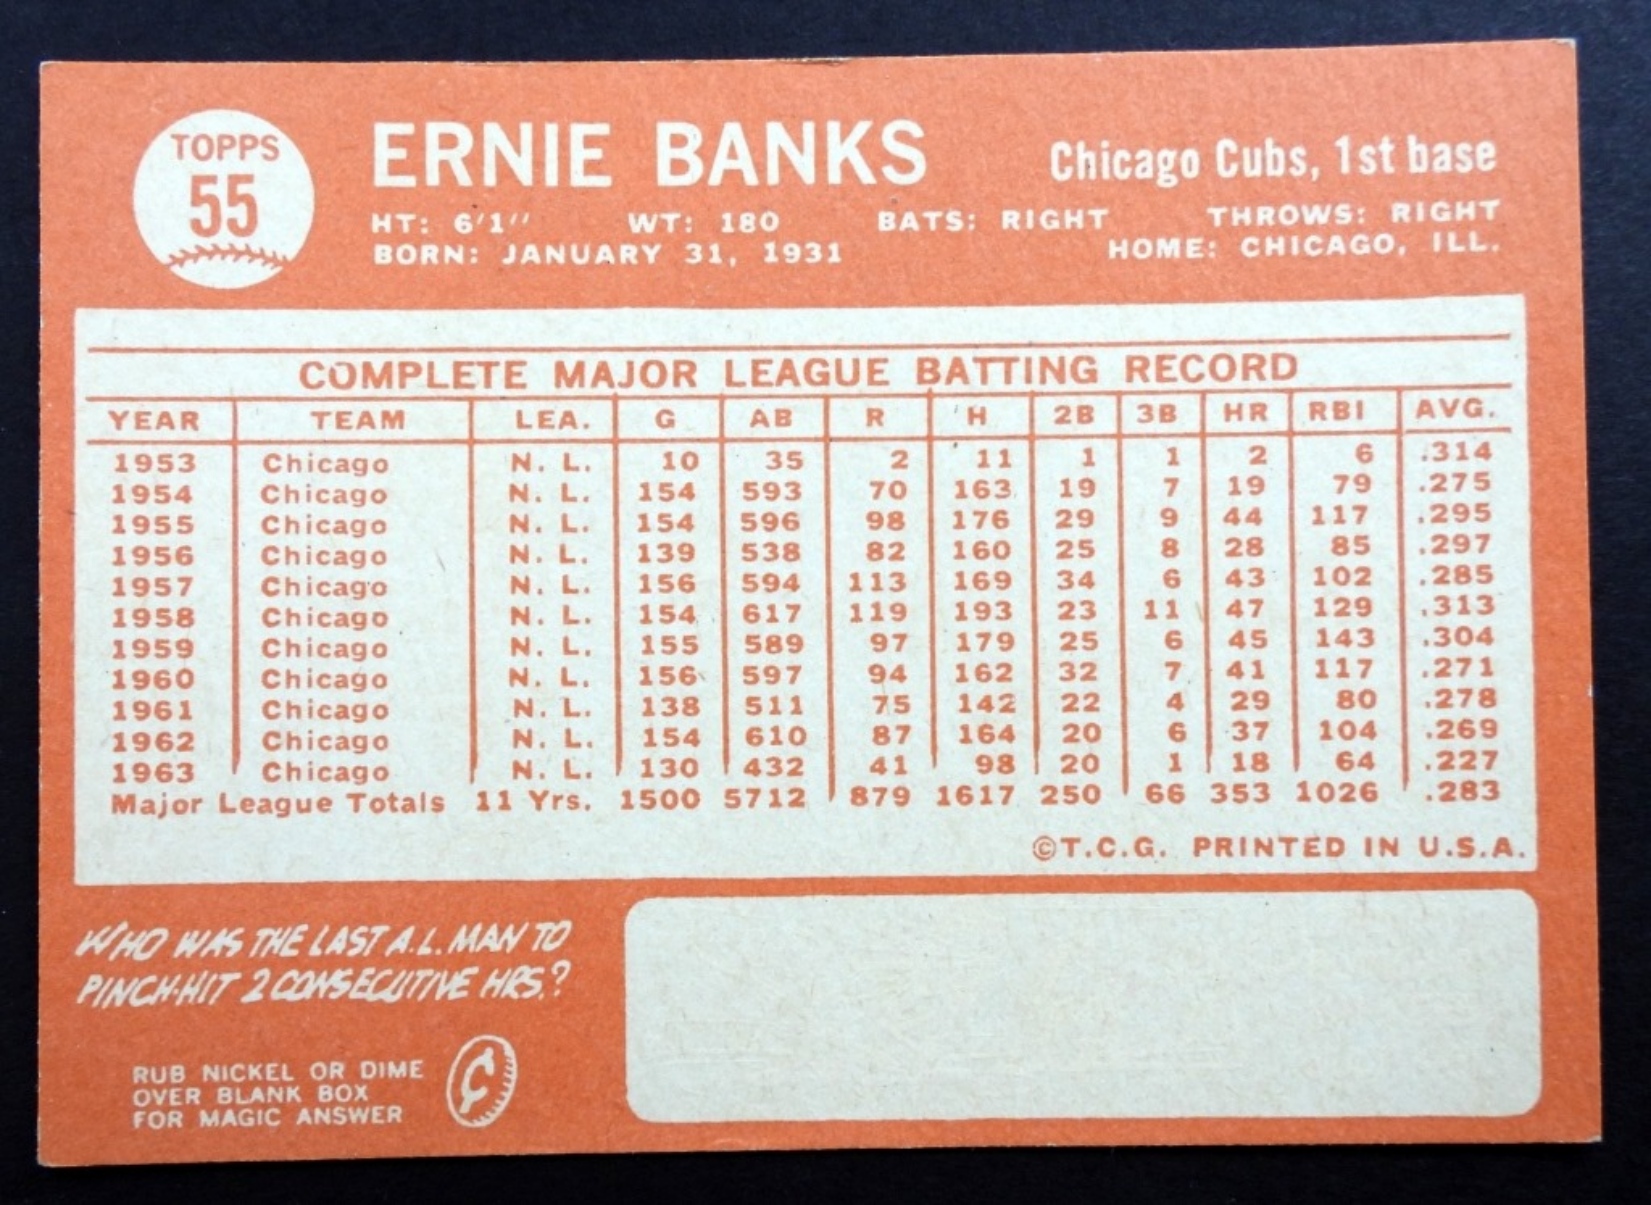 TOPPS
55
ERNIE BANKS
Chicago Cubs, 1st base
HT: 6'1" WT: 180 BATS: RIGHT THROWS: RIGHT
BORN: JANUARY 31, 1931 HOME: CHICAGO, ILL.
COMPLETE MAJOR LEAGUE BATTING RECORD
YEAR TEAM LEA. G AB R H 2B 3B HR RBI AVG.
1953 Chicago N. L. 10 35 2 11 1 1 2 6 .314
1954 Chicago N. L. 154 593 70 163 19 7 19 79 .275
1955 Chicago N. L. 154 596 98 176 29 9 44 117 .295
1956 Chicago N. L. 139 538 82 160 25 8 28 85 .297
1957 Chicago N. L. 156 594 113 169 34 6 43 102 .285
1958 Chicago N. L. 154 617 119 193 23 11 47 129 .313
1959 Chicago N. L. 155 589 97 179 25 6 45 143 .304
1960 Chicago N. L. 156 597 94 162 32 7 41 117 .271
1961 Chicago N. L. 138 511 75 142 22 4 29 80 .278
1962 Chicago N. L. 154 610 87 164 20 6 37 104 .269
1963 Chicago N. L. 130 432 41 98 20 1 18 64 .227
Major League Totals 11 Yrs. 1500 5712 879 1617 250 66 353 1026 .283
©T.C.G. PRINTED IN U.S.A.
WHO WAS THE LAST A.L. MAN TO
PINCH-HIT 2 CONSECUTIVE HRS.?
RUB NICKEL OR DIME
OVER BLANK BOX
FOR MAGIC ANSWER
¢